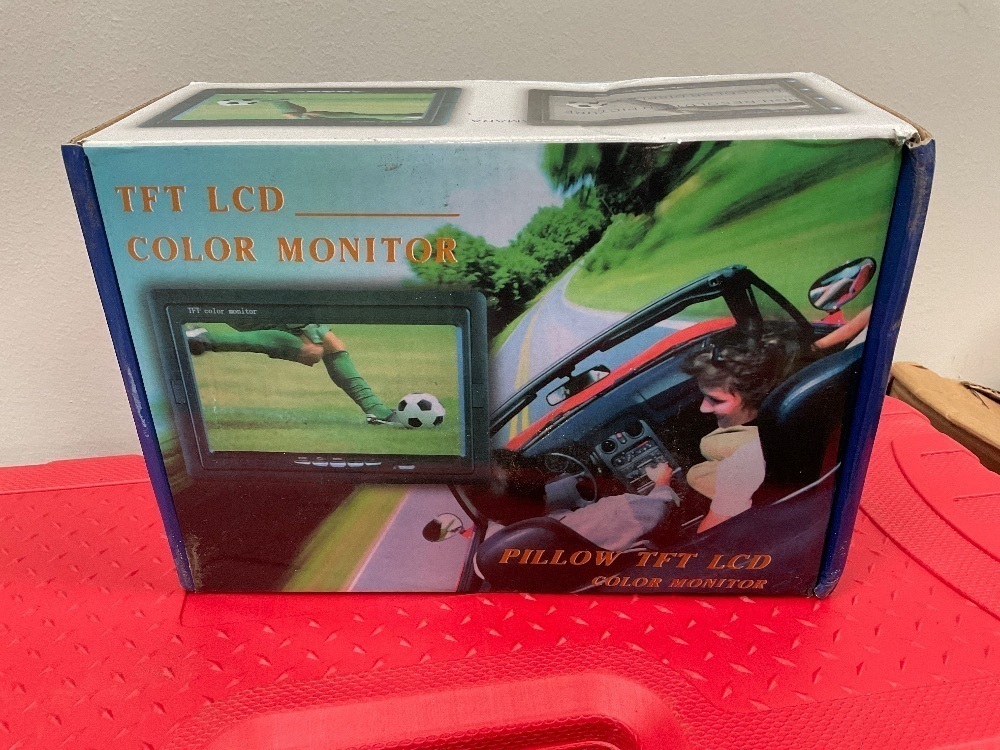 TFT LCD
COLOR MONITOR
TFT color monitor
PILLOW TFT LCD
COLOR MONITOR